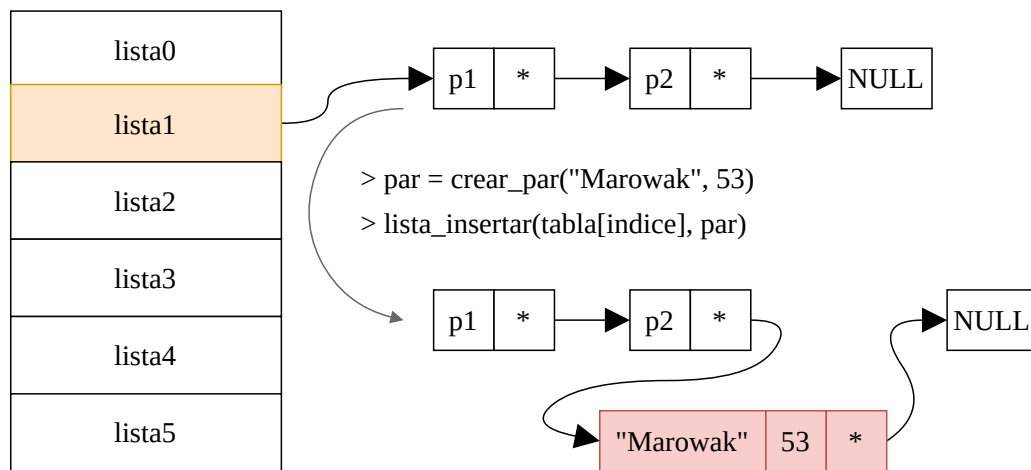 lista0
lista1
lista2
lista3
lista4
lista5
p1 * p2 * NULL
> par = crear_par("Marowak", 53)
> lista_insertar(tabla[indice], par)
p1 * p2 * NULL
"Marowak" 53 *